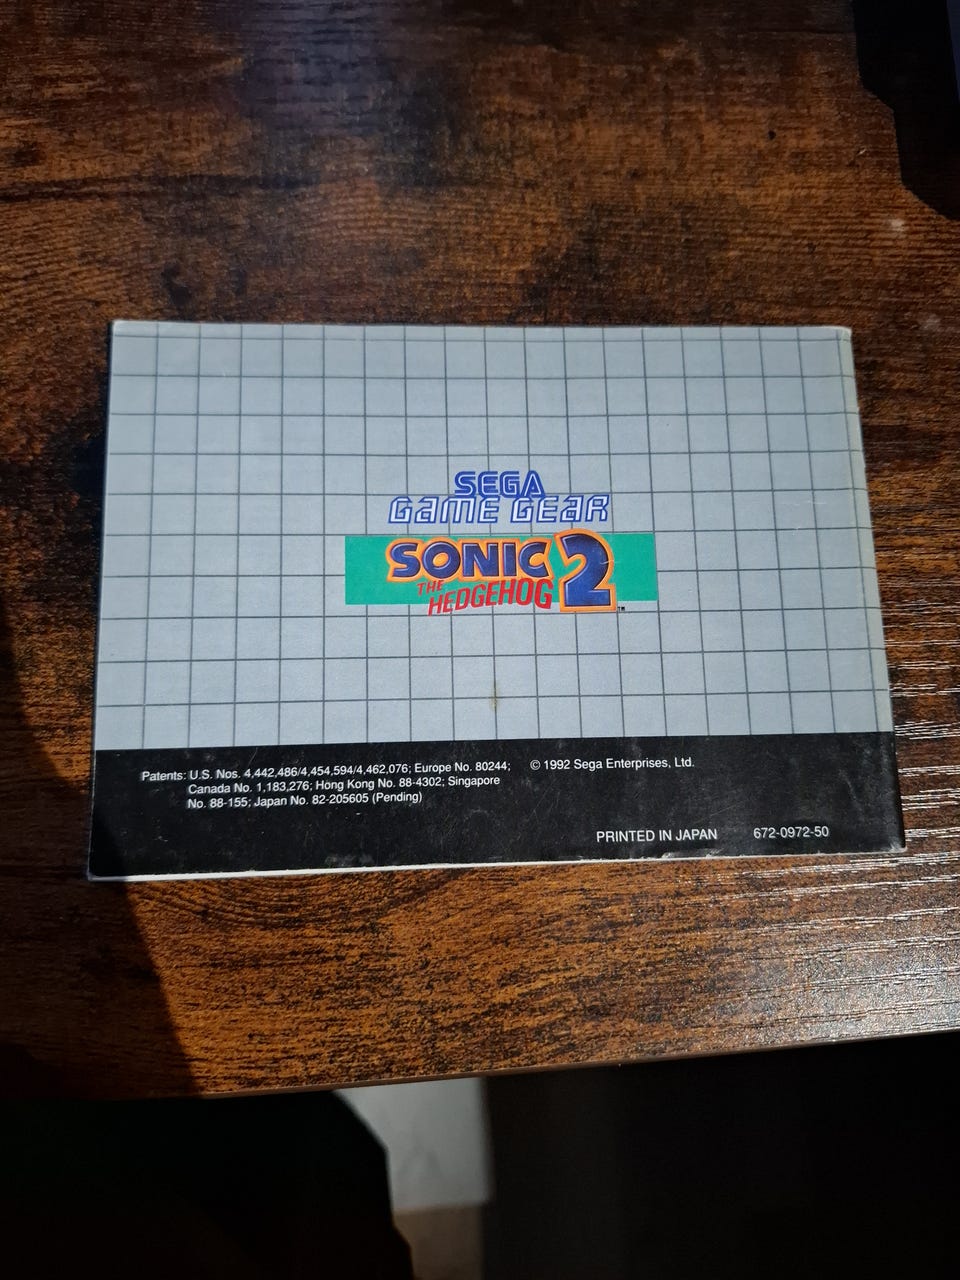 SEGA
GAME GEAR
SONIC 2
THE
HEDGEHOG
TM
Patents: U.S. Nos. 4,442,486/4,454,594/4,462,076; Europe No. 80244;
Canada No. 1,183,276; Hong Kong No. 88-4302; Singapore
No. 88-155; Japan No. 82-205605 (Pending)
© 1992 Sega Enterprises, Ltd.
PRINTED IN JAPAN 672-0972-50